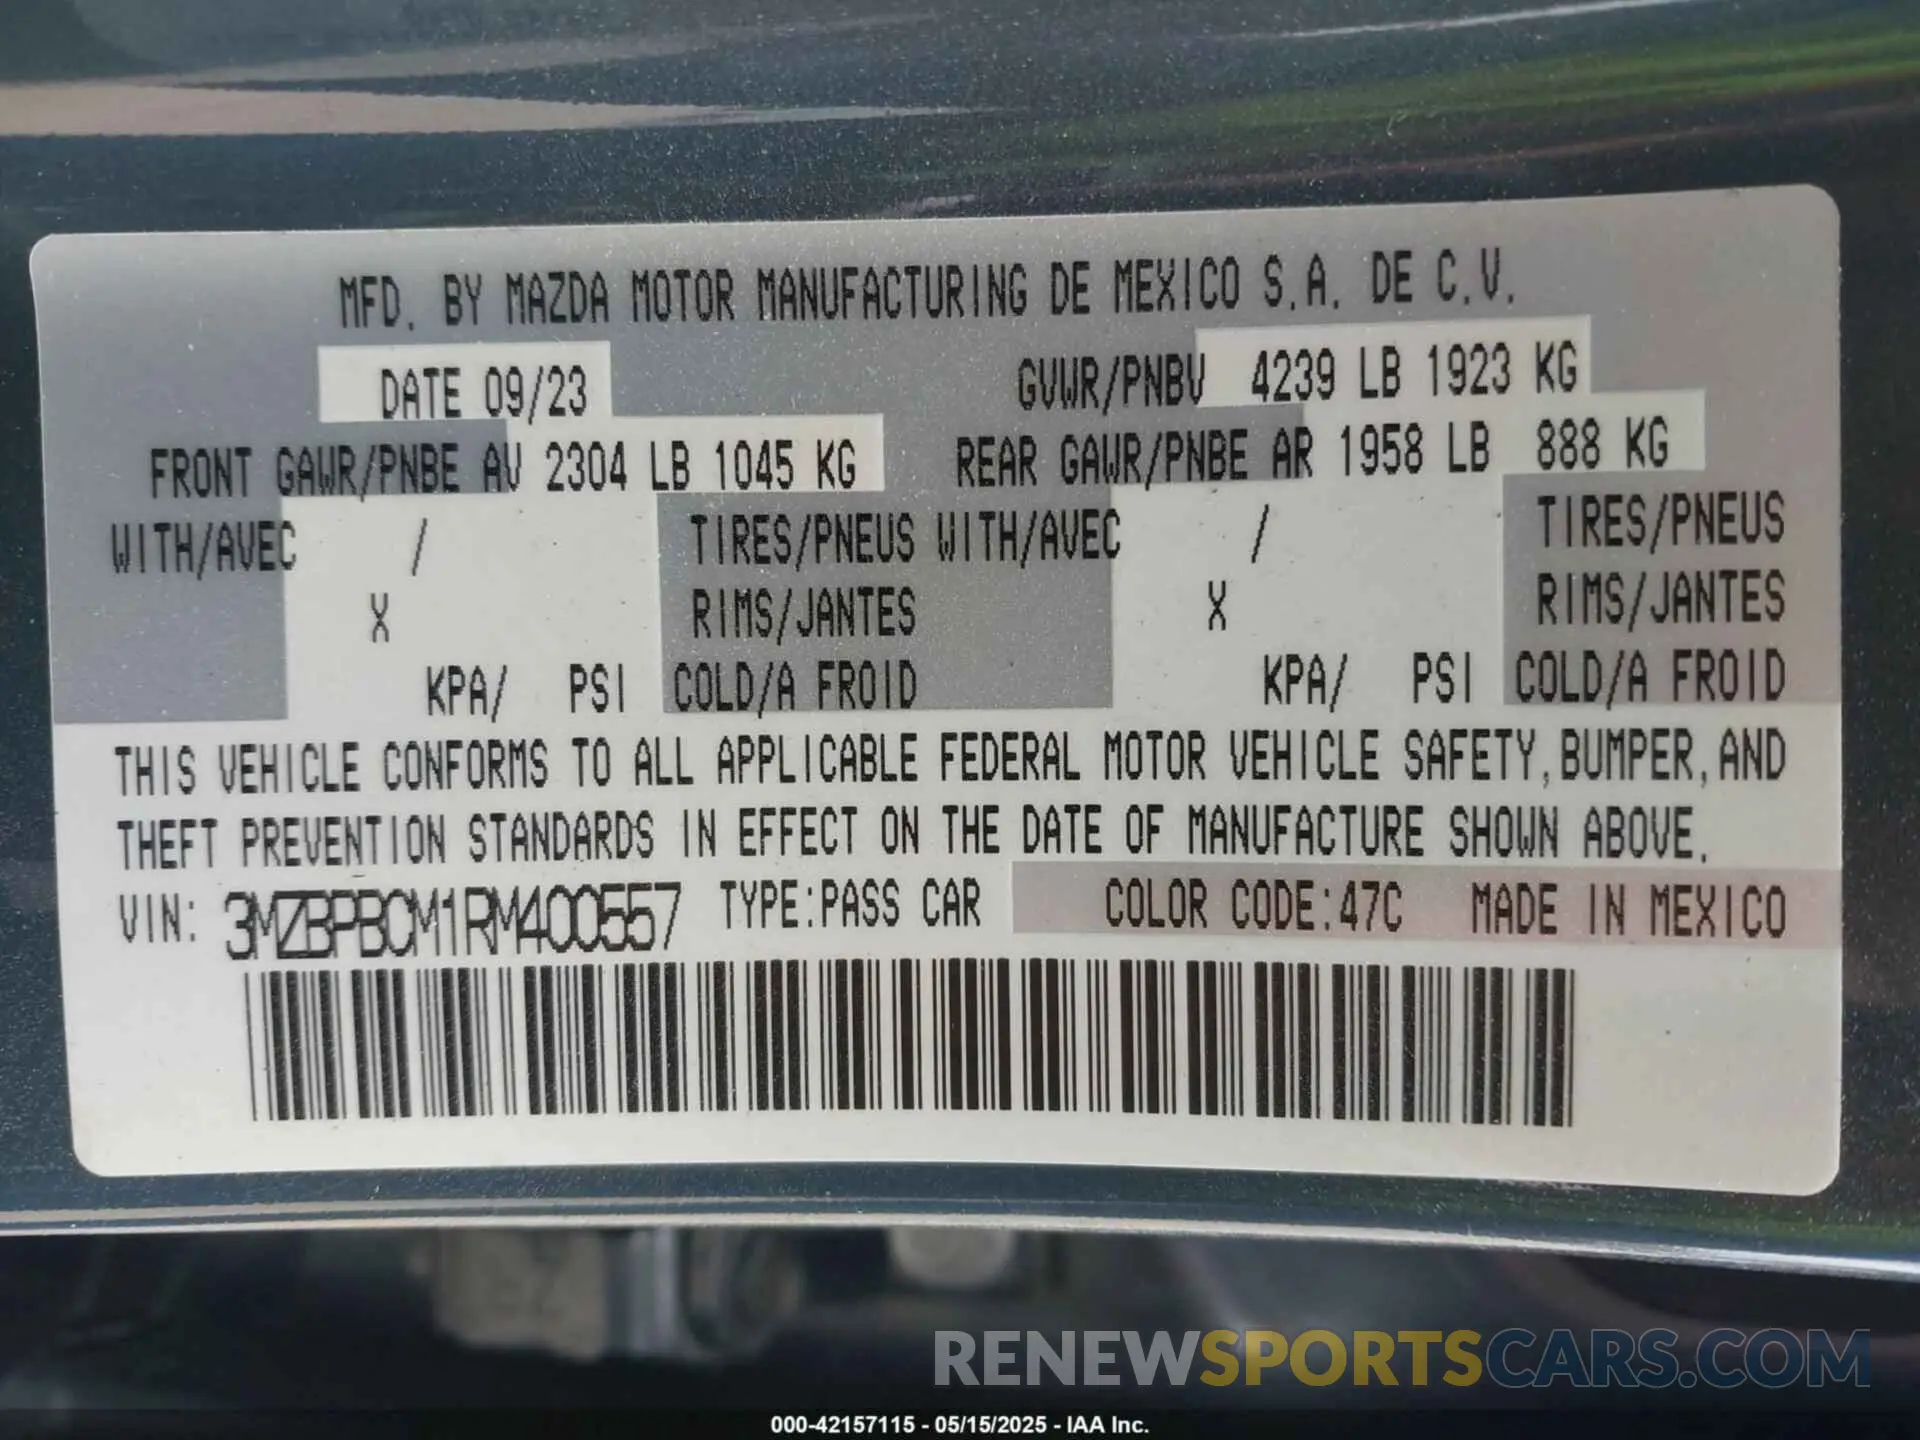 MFD. BY MAZDA MOTOR MANUFACTURING DE MEXICO S.A. DE C.V.
DATE 09/23 GVWR/PNBV 4239 LB 1923 KG
FRONT GAWR/PNBE AV 2304 LB 1045 KG REAR GAWR/PNBE AR 1958 LB 888 KG
WITH/AVEC / TIRES/PNEUS WITH/AVEC / TIRES/PNEUS
X RIMS/JANTES X RIMS/JANTES
KPA/ PSI COLD/A FROID KPA/ PSI COLD/A FROID
THIS VEHICLE CONFORMS TO ALL APPLICABLE FEDERAL MOTOR VEHICLE SAFETY, BUMPER, AND
THEFT PREVENTION STANDARDS IN EFFECT ON THE DATE OF MANUFACTURE SHOWN ABOVE.
VIN: 3MZBPBCM1RM400557 TYPE:PASS CAR COLOR CODE:47C MADE IN MEXICO
RENEWSPORTSCARS.COM
000-42157115 - 05/15/2025 - IAA Inc.